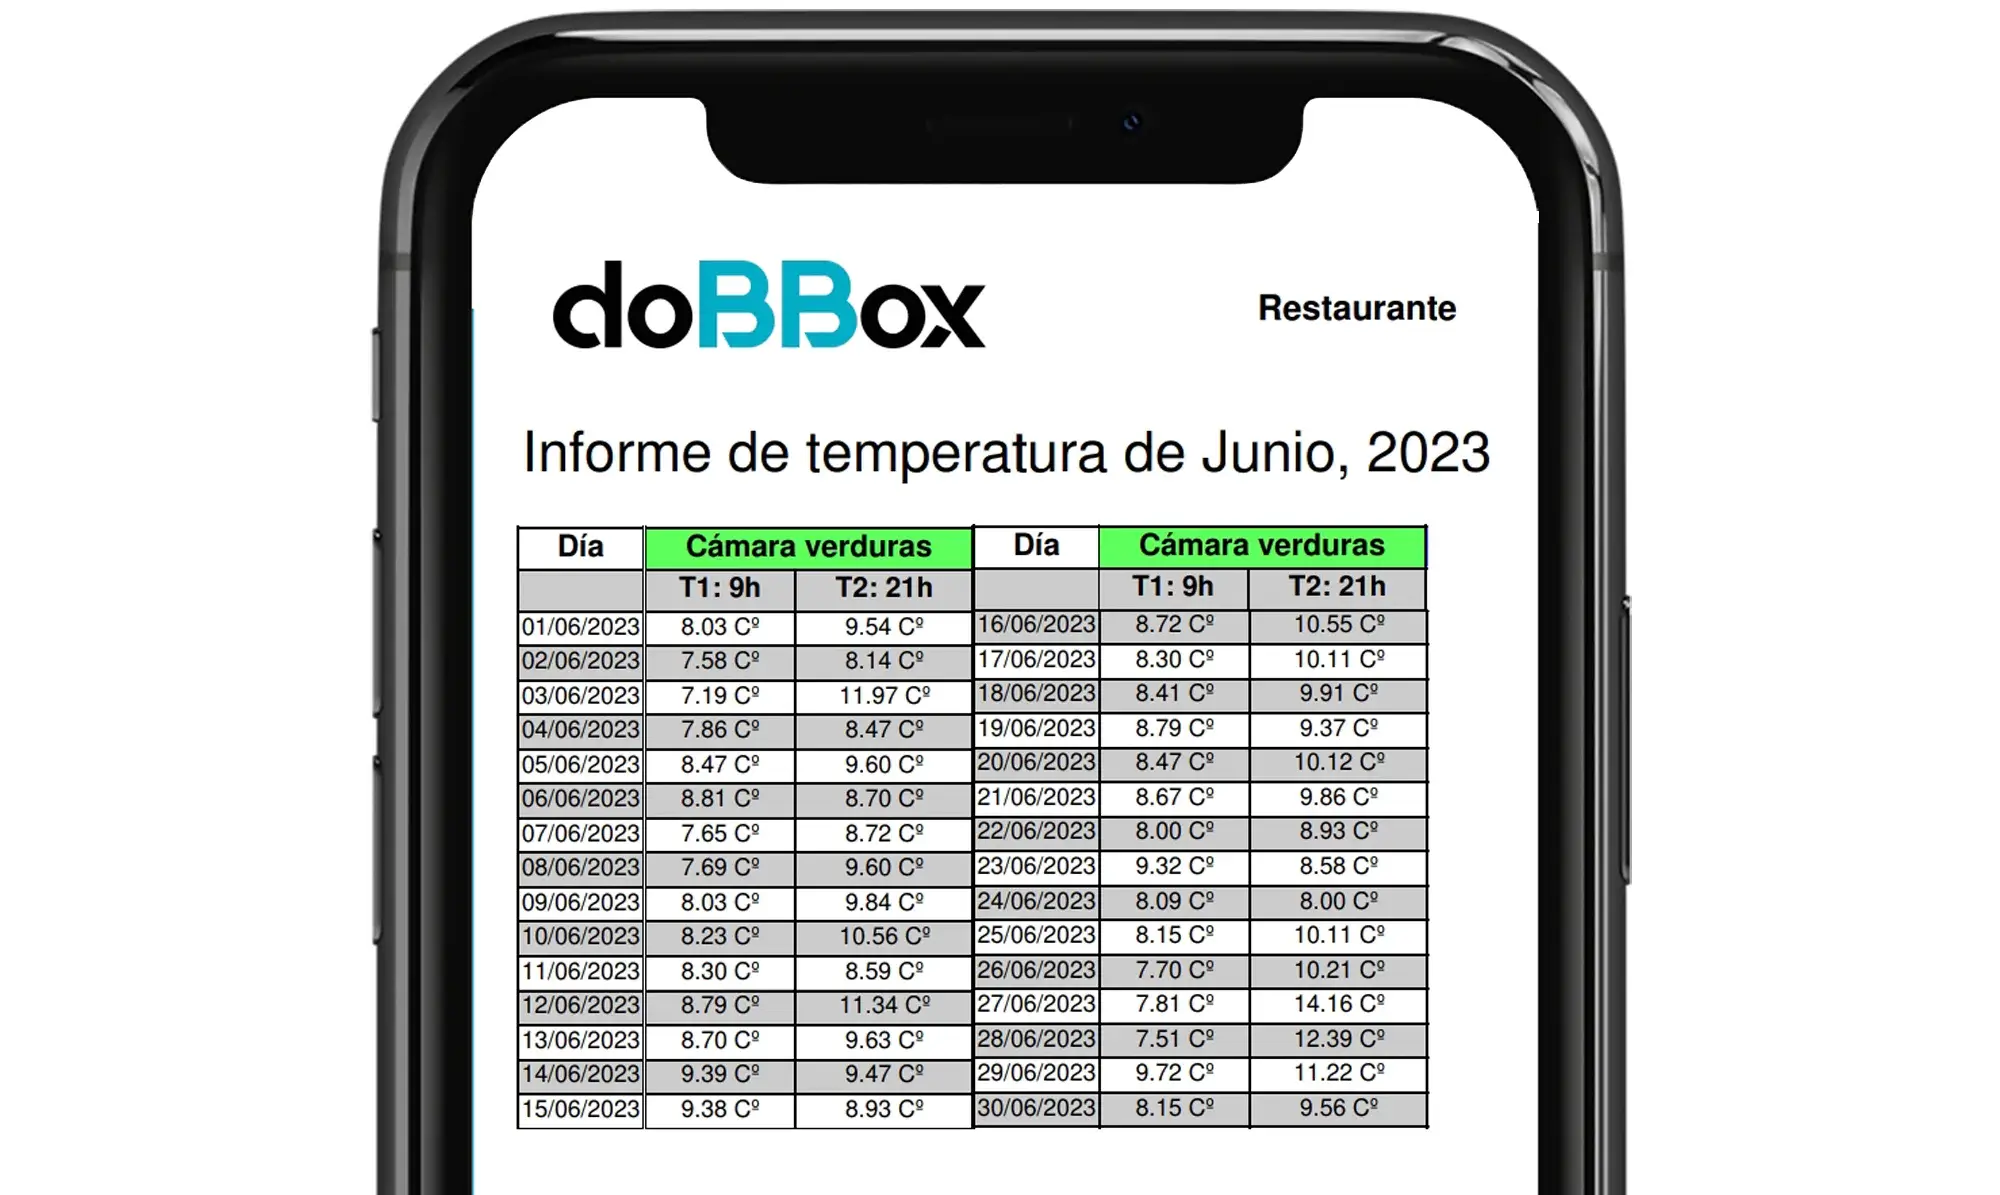 doBBox
Restaurante
Informe de temperatura de Junio, 2023
Día Cámara verduras Día Cámara verduras
T1: 9h T2: 21h T1: 9h T2: 21h
01/06/2023 8.03 Cº 9.54 Cº 16/06/2023 8.72 Cº 10.55 Cº
02/06/2023 7.58 Cº 8.14 Cº 17/06/2023 8.30 Cº 10.11 Cº
03/06/2023 7.19 Cº 11.97 Cº 18/06/2023 8.41 Cº 9.91 Cº
04/06/2023 7.86 Cº 8.47 Cº 19/06/2023 8.79 Cº 9.37 Cº
05/06/2023 8.47 Cº 9.60 Cº 20/06/2023 8.47 Cº 10.12 Cº
06/06/2023 8.81 Cº 8.70 Cº 21/06/2023 8.67 Cº 9.86 Cº
07/06/2023 7.65 Cº 8.72 Cº 22/06/2023 8.00 Cº 8.93 Cº
08/06/2023 7.69 Cº 9.60 Cº 23/06/2023 9.32 Cº 8.58 Cº
09/06/2023 8.03 Cº 9.84 Cº 24/06/2023 8.09 Cº 8.00 Cº
10/06/2023 8.23 Cº 10.56 Cº 25/06/2023 8.15 Cº 10.11 Cº
11/06/2023 8.30 Cº 8.59 Cº 26/06/2023 7.70 Cº 10.21 Cº
12/06/2023 8.79 Cº 11.34 Cº 27/06/2023 7.81 Cº 14.16 Cº
13/06/2023 8.70 Cº 9.63 Cº 28/06/2023 7.51 Cº 12.39 Cº
14/06/2023 9.39 Cº 9.47 Cº 29/06/2023 9.72 Cº 11.22 Cº
15/06/2023 9.38 Cº 8.93 Cº 30/06/2023 8.15 Cº 9.56 Cº